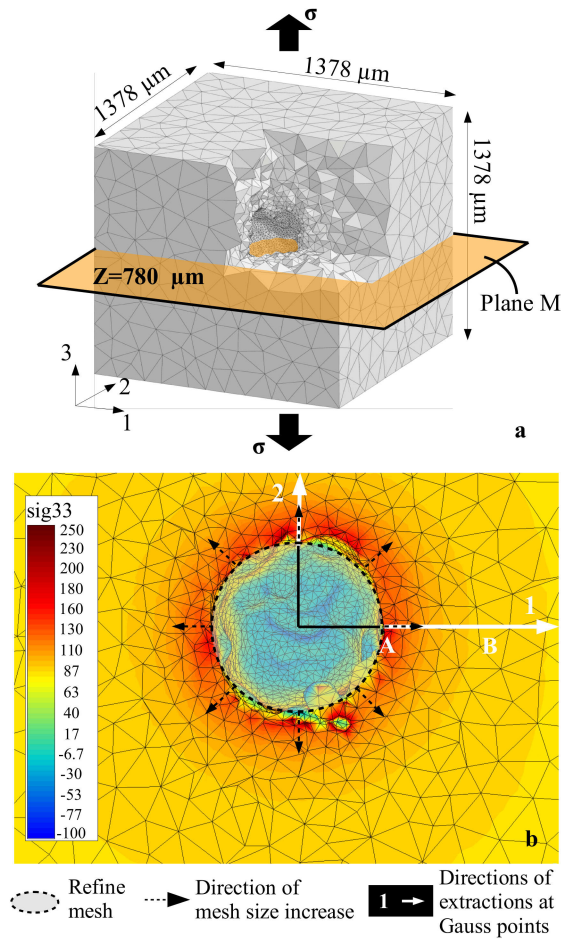 σ
1378 µm
1378 µm
1378 µm
Z=780 µm
Plane M
3
2
1
σ
a
sig33
250
230
200
180
160
130
110
87
63
40
17
-6.7
-30
-53
-77
-100
2
1
A
B
b
Refine
mesh
Direction of
mesh size increase
1
Directions of
extractions at
Gauss points